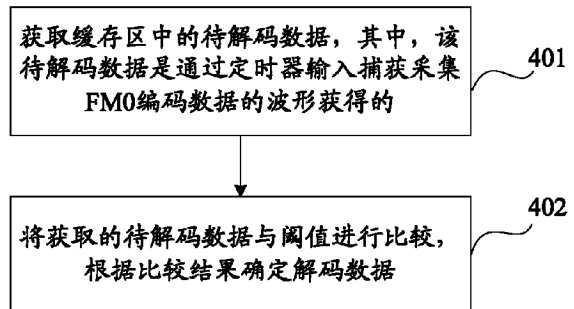 获取缓存区中的待解码数据，其中，该
待解码数据是通过定时器输入捕获采集
FM0编码数据的波形获得的
401
将获取的待解码数据与阈值进行比较，
根据比较结果确定解码数据
402